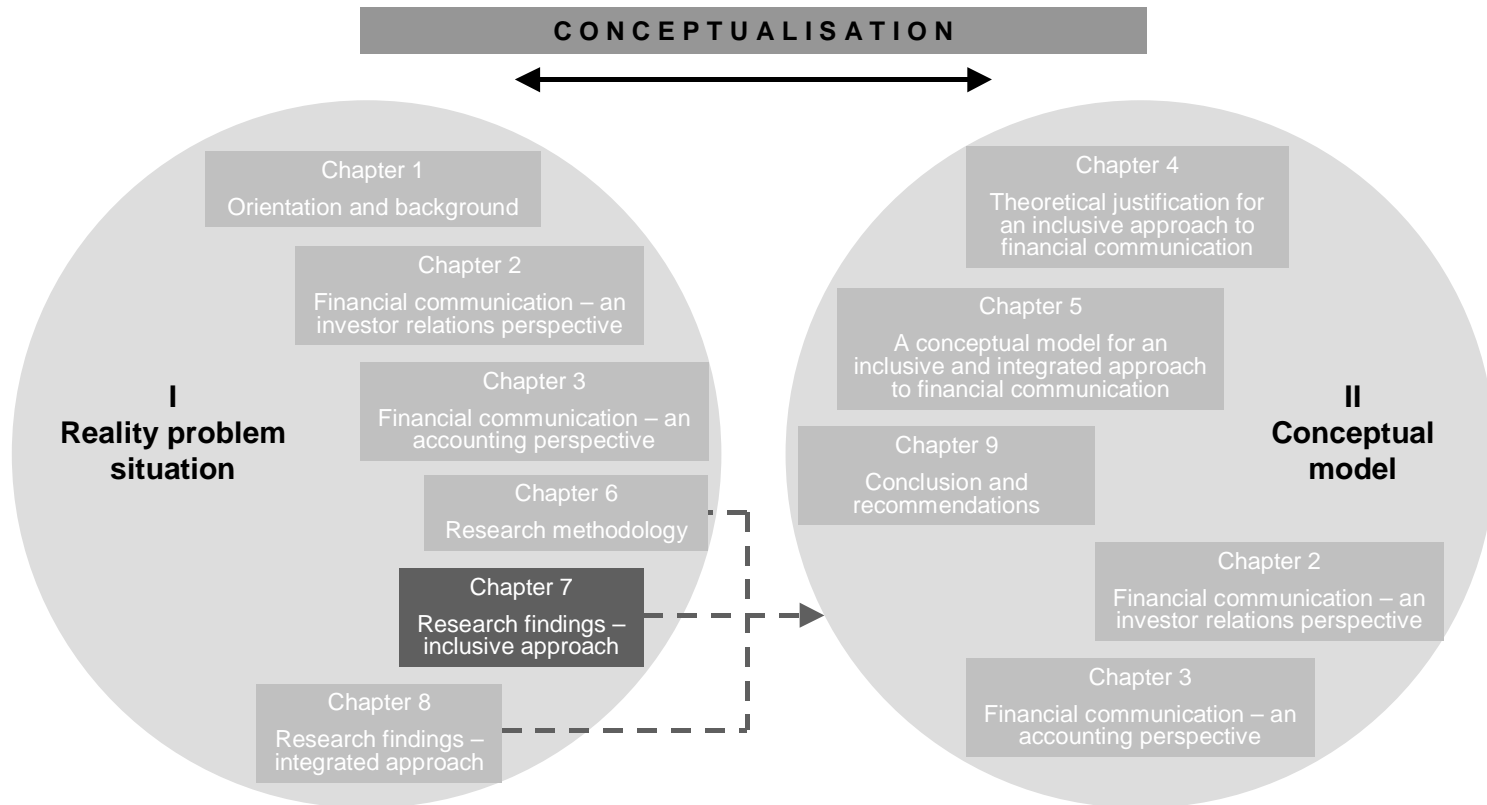 CONCEPTUALISATION
Chapter 1
Orientation and background
Chapter 2
Financial communication – an
investor relations perspective
Chapter 3
Financial communication – an
accounting perspective
I
Reality problem
situation
Chapter 6
Research methodology
Chapter 7
Research findings –
inclusive approach
Chapter 8
Research findings –
integrated approach
Chapter 4
Theoretical justification for
an inclusive approach to
financial communication
Chapter 5
A conceptual model for an
inclusive and integrated approach
to financial communication
II
Conceptual
model
Chapter 9
Conclusion and
recommendations
Chapter 2
Financial communication – an
investor relations perspective
Chapter 3
Financial communication – an
accounting perspective